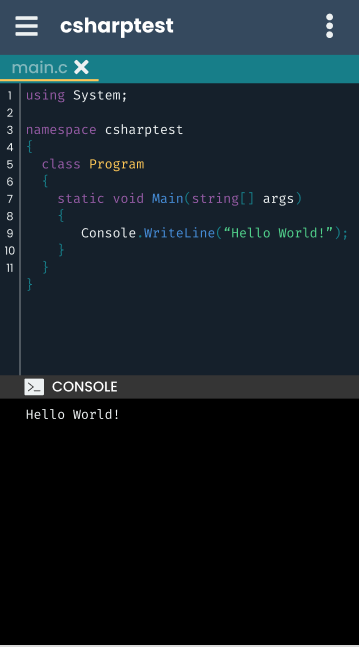 csharptest
main.c
1 using System;
2
3 namespace csharptest
4 {
5 class Program
6 {
7 static void Main(string[] args)
8 {
9 Console.WriteLine(“Hello World!”);
10 }
11 }
}
>_ CONSOLE
Hello World!